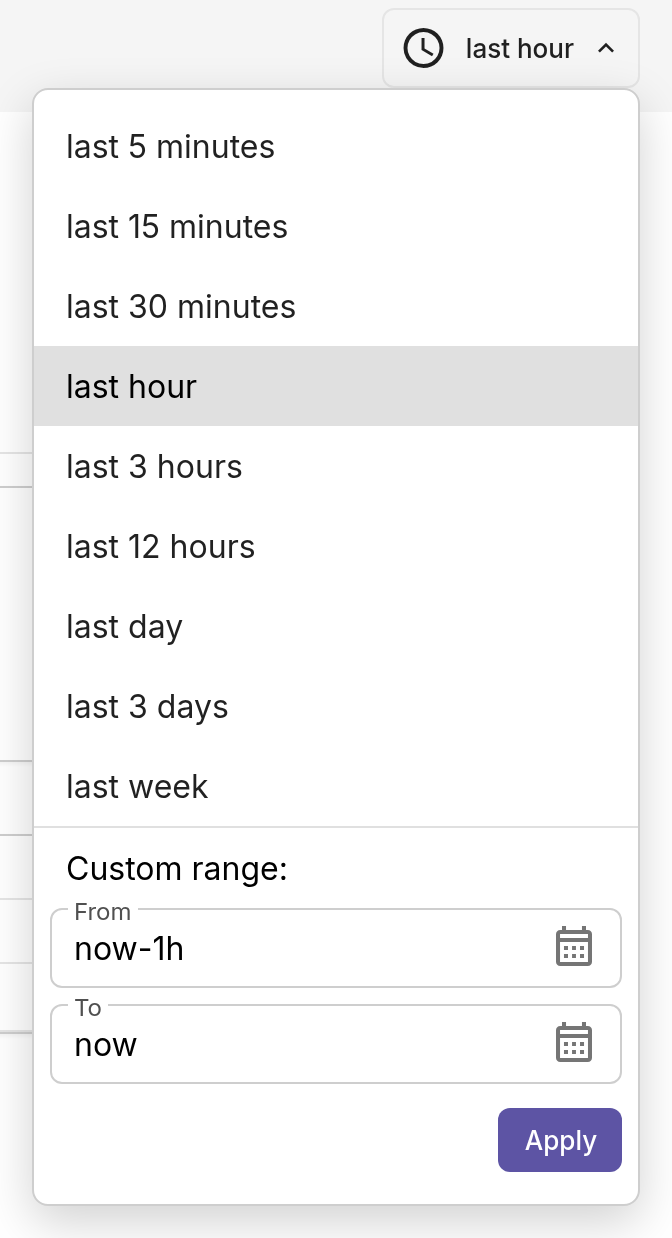 last hour
last 5 minutes
last 15 minutes
last 30 minutes
last hour
last 3 hours
last 12 hours
last day
last 3 days
last week
Custom range:
From
now-1h
To
now
Apply